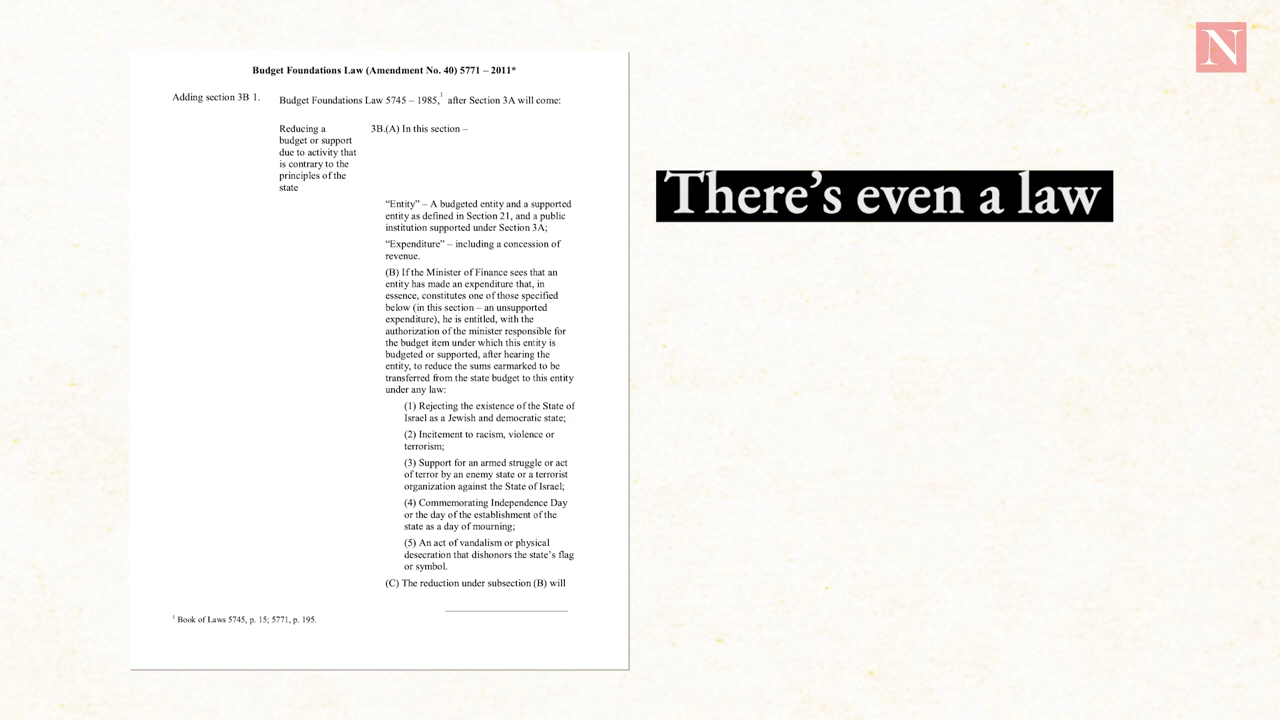 Budget Foundations Law (Amendment No. 40) 5771 – 2011*
Adding section 3B 1.
Budget Foundations Law 5745 – 1985,1 after Section 3A will come:
Reducing a
budget or support
due to activity that
is contrary to the
principles of the
state
3B.(A) In this section –
“Entity” – A budgeted entity and a supported
entity as defined in Section 21, and a public
institution supported under Section 3A;
“Expenditure” – including a concession of
revenue.
(B) If the Minister of Finance sees that an
entity has made an expenditure that, in
essence, constitutes one of those specified
below (in this section – an unsupported
expenditure), he is entitled, with the
authorization of the minister responsible for
the budget item under which this entity is
budgeted or supported, after hearing the
entity, to reduce the sums earmarked to be
transferred from the state budget to this entity
under any law:
(1) Rejecting the existence of the State of
Israel as a Jewish and democratic state;
(2) Incitement to racism, violence or
terrorism;
(3) Support for an armed struggle or act
of terror by an enemy state or a terrorist
organization against the State of Israel;
(4) Commemorating Independence Day
or the day of the establishment of the
state as a day of mourning;
(5) An act of vandalism or physical
desecration that dishonors the state’s flag
or symbol.
(C) The reduction under subsection (B) will
1 Book of Laws 5745, p. 15; 5771, p. 195.
There’s even a law
N